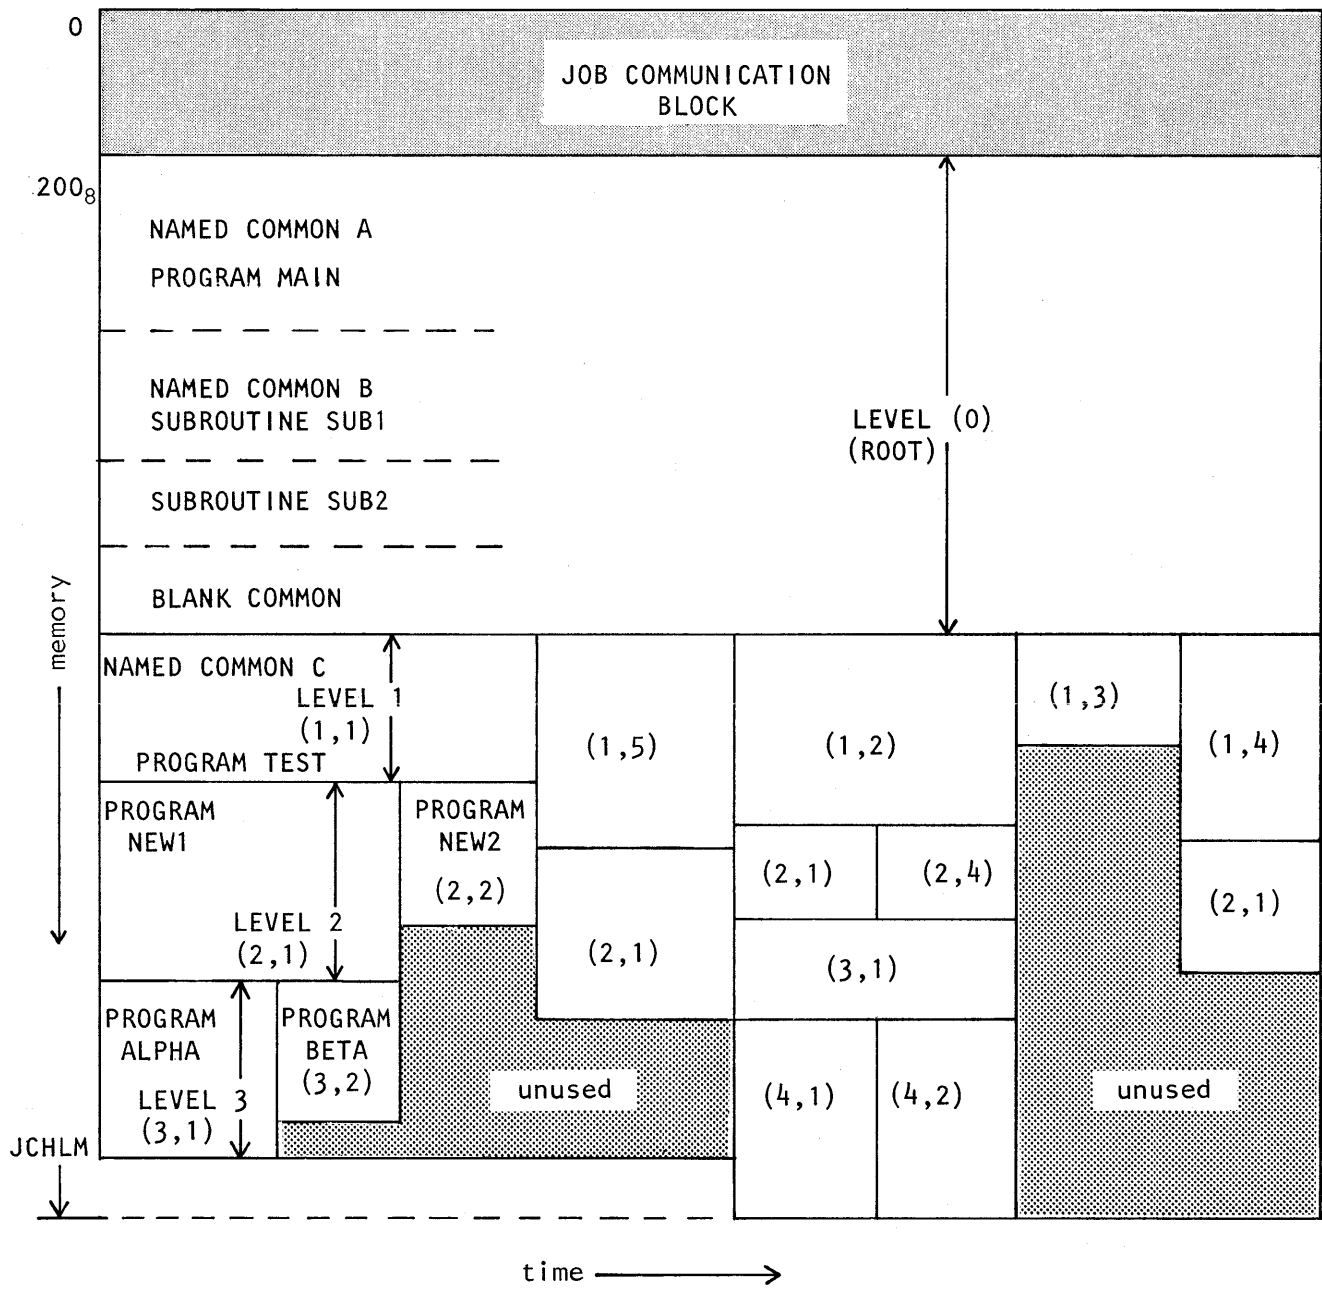 0
JOB COMMUNICATION
BLOCK
200₈
NAMED COMMON A
PROGRAM MAIN
NAMED COMMON B
SUBROUTINE SUB1
LEVEL (0)
(ROOT)
SUBROUTINE SUB2
BLANK COMMON
memory
NAMED COMMON C
LEVEL 1
(1,1)
PROGRAM TEST
(1,5)
(1,2)
(1,3)
(1,4)
PROGRAM
NEW1
LEVEL 2
(2,1)
PROGRAM
NEW2
(2,2)
(2,1)
(2,1)
(2,4)
(3,1)
(2,1)
PROGRAM
ALPHA
LEVEL 3
(3,1)
PROGRAM
BETA
(3,2)
unused
(4,1)
(4,2)
unused
JCHLM
time